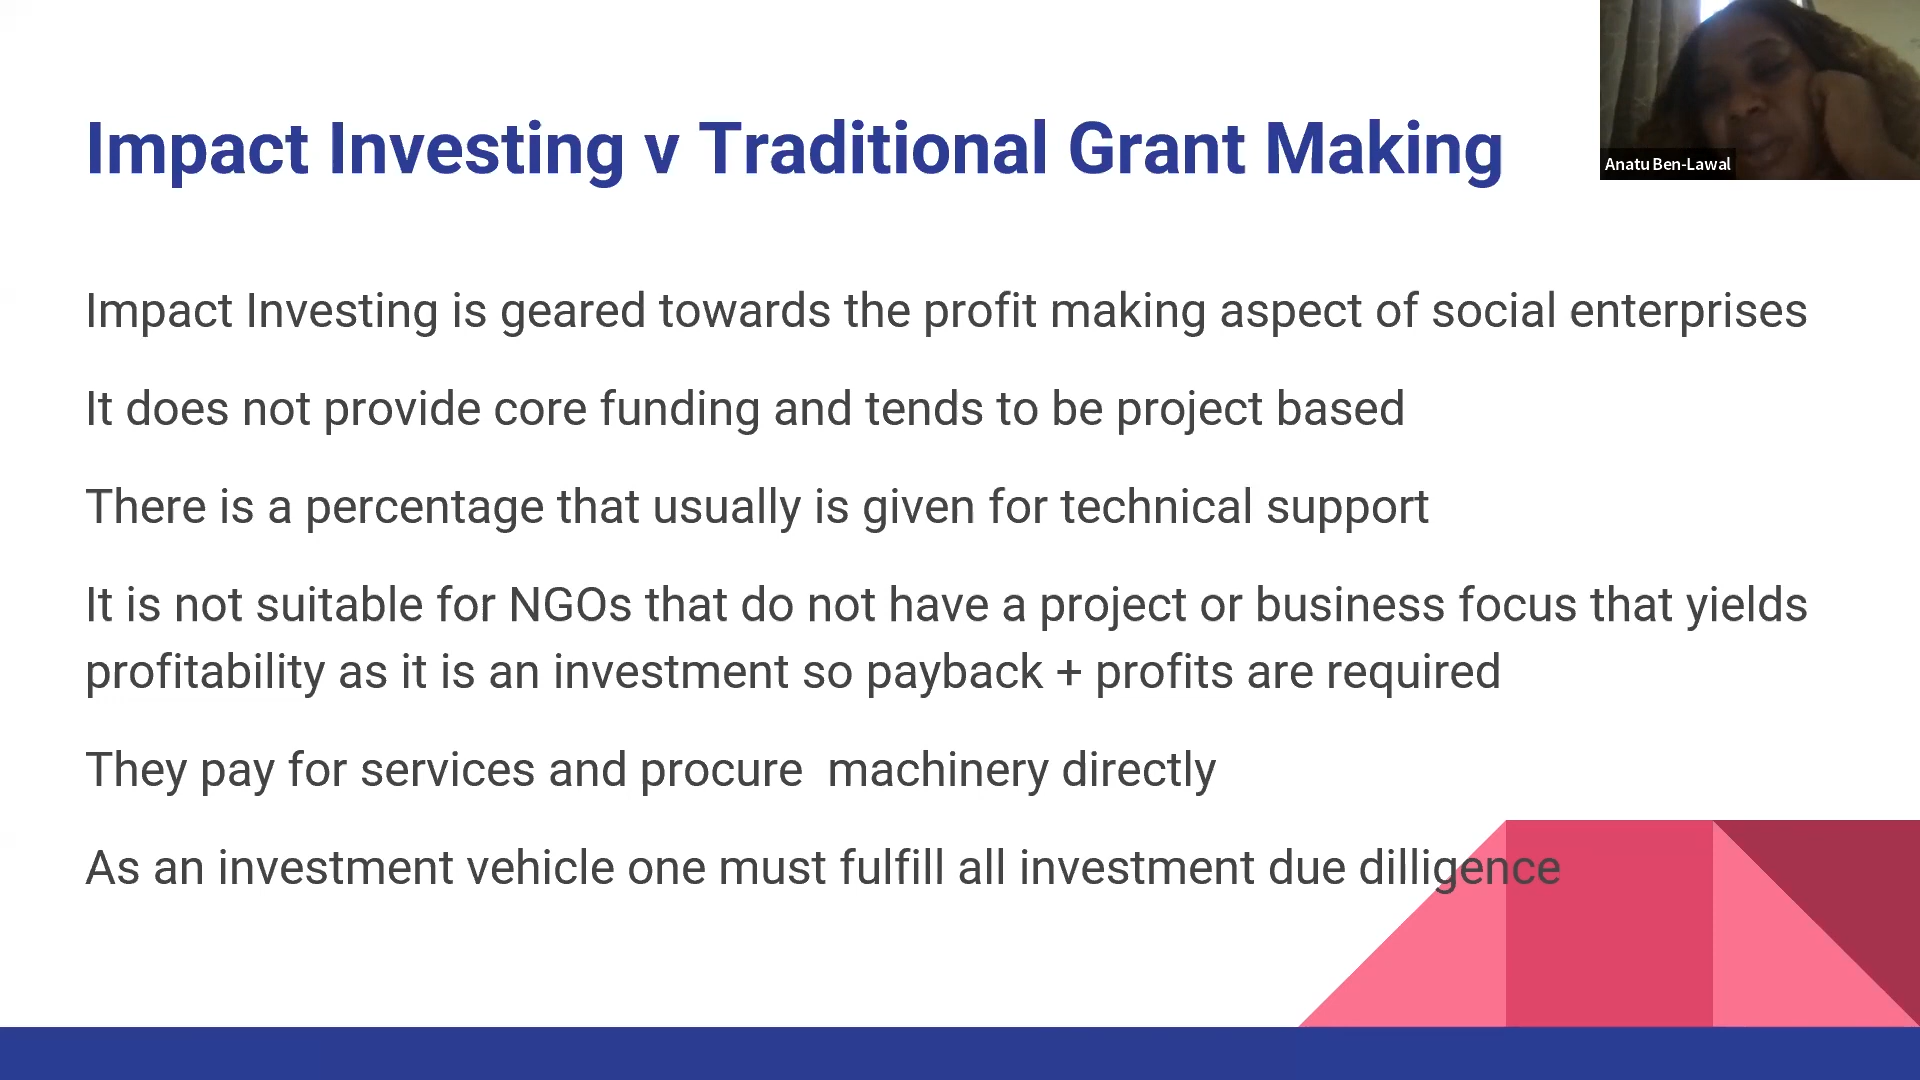 Impact Investing v Traditional Grant Making
Anatu Ben-Lawal
Impact Investing is geared towards the profit making aspect of social enterprises
It does not provide core funding and tends to be project based
There is a percentage that usually is given for technical support
It is not suitable for NGOs that do not have a project or business focus that yields
profitability as it is an investment so payback + profits are required
They pay for services and procure  machinery directly
As an investment vehicle one must fulfill all investment due dilligence